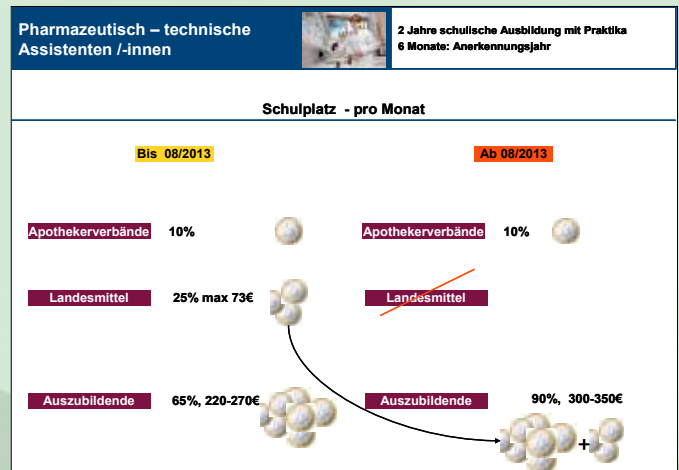 Pharmazeutisch – technische
Assistenten /-innen
2 Jahre schulische Ausbildung mit Praktika
6 Monate: Anerkennungsjahr
Schulplatz - pro Monat
Bis 08/2013
Ab 08/2013
Apothekerverbände 10%
Apothekerverbände 10%
Landesmittel 25% max 73€
Landesmittel
Auszubildende 65%, 220-270€
Auszubildende 90%, 300-350€
+